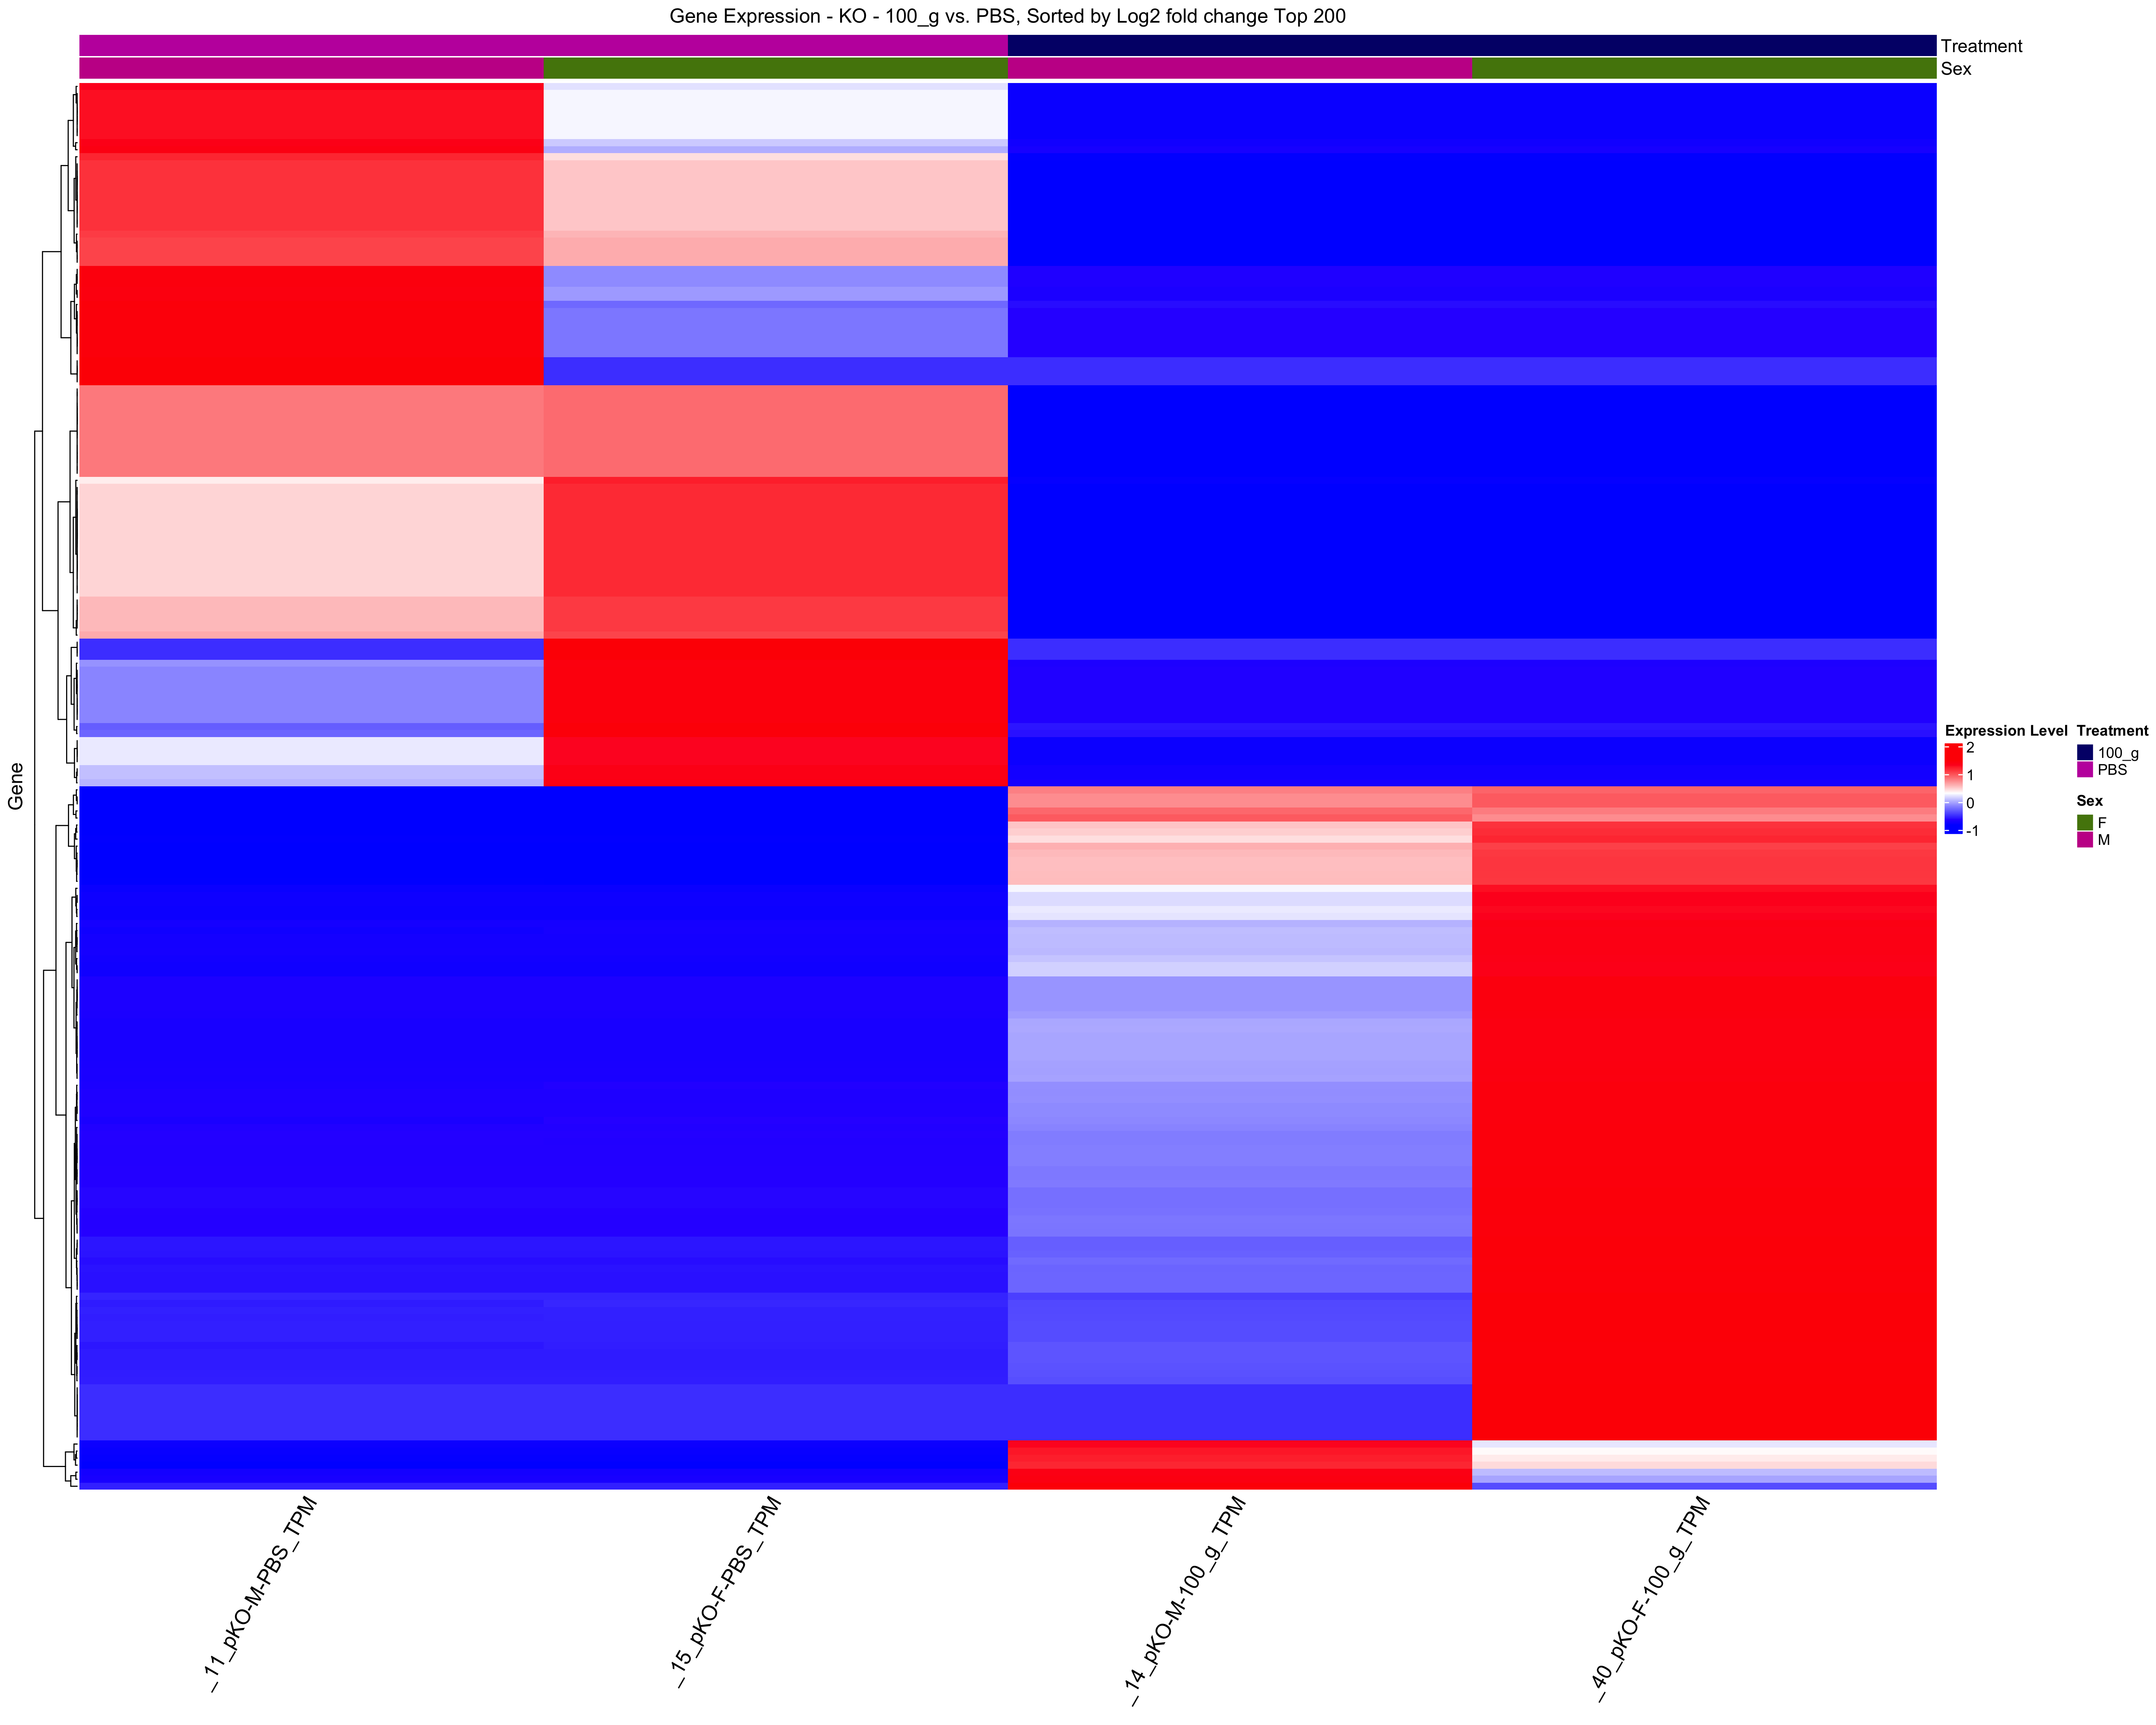 Gene Expression - KO - 100_g vs. PBS, Sorted by Log2 fold change Top 200
Treatment
Sex
Gene
Expression Level
2
1
0
-1
Treatment
100_g
PBS
Sex
F
M
_11_pKO-M-PBS_TPM
_15_pKO-F-PBS_TPM
_14_pKO-M-100_g_TPM
_40_pKO-F-100_g_TPM